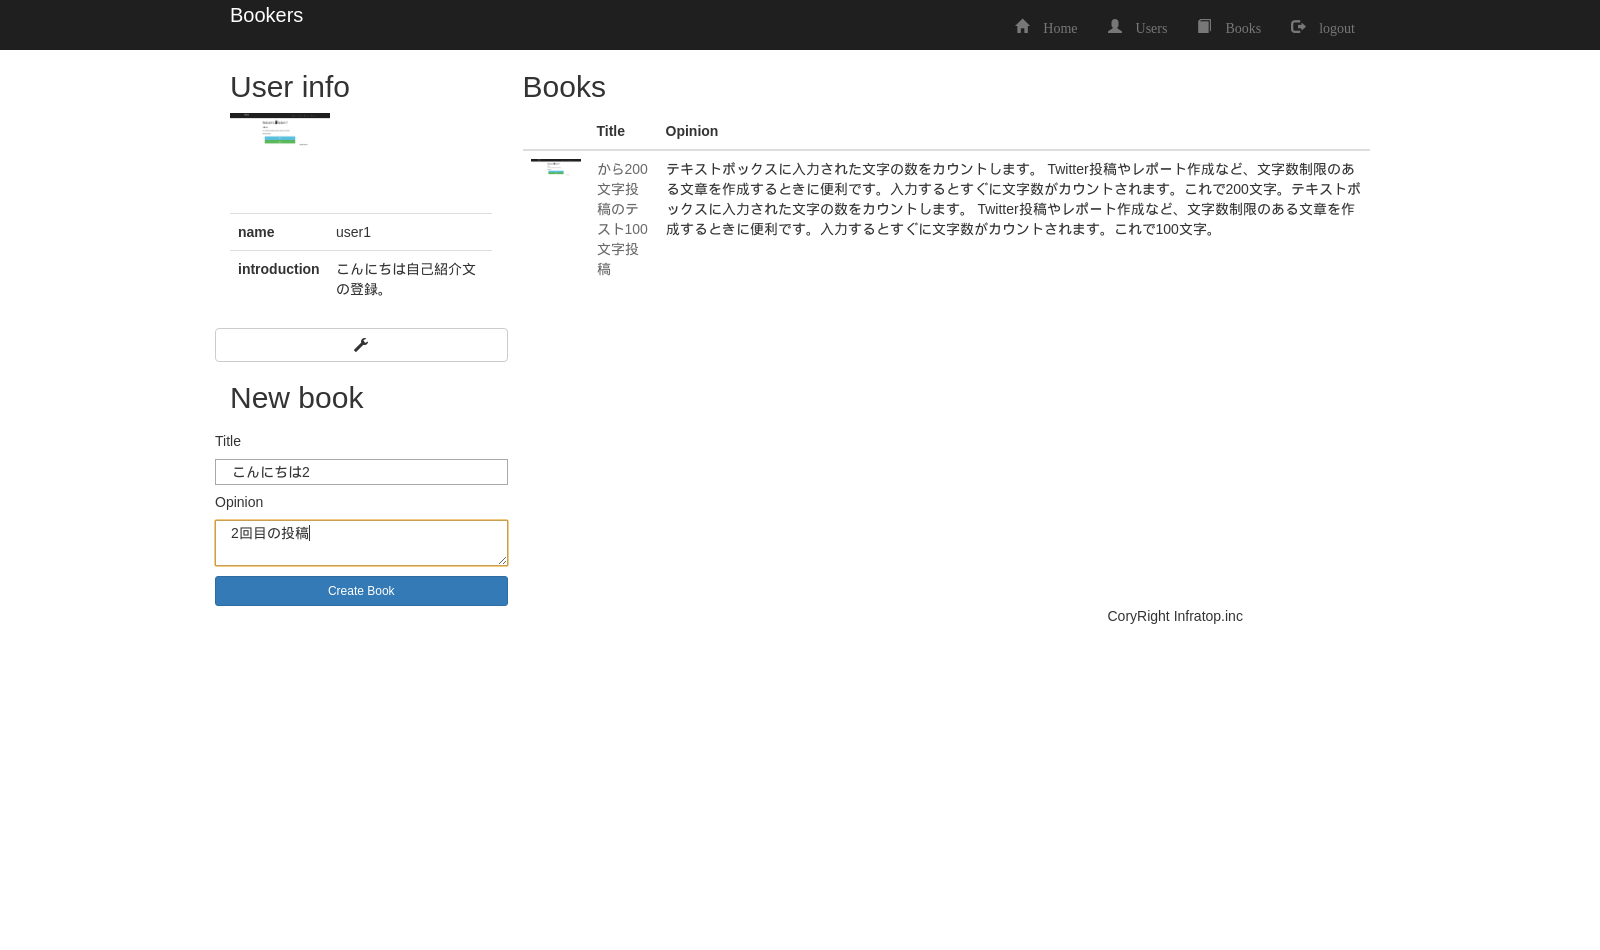 Bookers
Home Users Books logout
User info
name user1
introduction こんにちは自己紹介文
の登録。
New book
Title
こんにちは2
Opinion
2回目の投稿
Create Book
Books
Title Opinion
から200
文字投
稿のテ
スト100
文字投
稿
テキストボックスに入力された文字の数をカウントします。 Twitter投稿やレポート作成など、文字数制限のあ
る文章を作成するときに便利です。入力するとすぐに文字数がカウントされます。これで200文字。テキストボ
ックスに入力された文字の数をカウントします。 Twitter投稿やレポート作成など、文字数制限のある文章を作
成するときに便利です。入力するとすぐに文字数がカウントされます。これで100文字。
CoryRight Infratop.inc